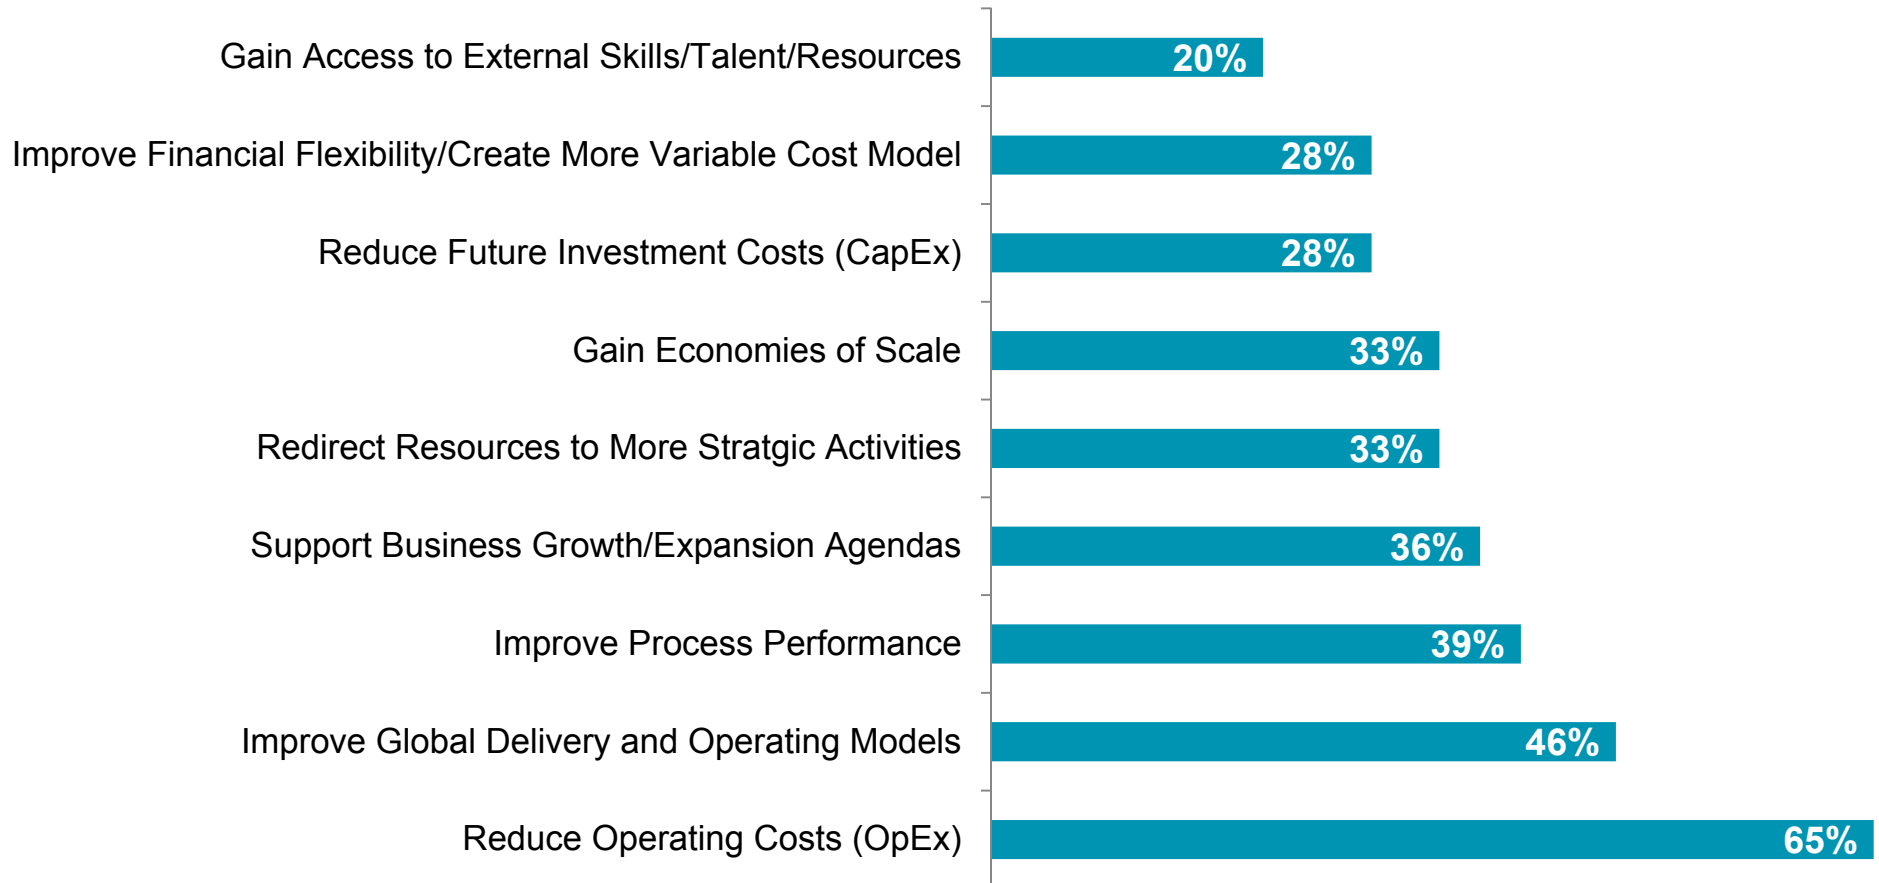 Gain Access to External Skills/Talent/Resources 20%
Improve Financial Flexibility/Create More Variable Cost Model 28%
Reduce Future Investment Costs (CapEx) 28%
Gain Economies of Scale 33%
Redirect Resources to More Stratgic Activities 33%
Support Business Growth/Expansion Agendas 36%
Improve Process Performance 39%
Improve Global Delivery and Operating Models 46%
Reduce Operating Costs (OpEx) 65%